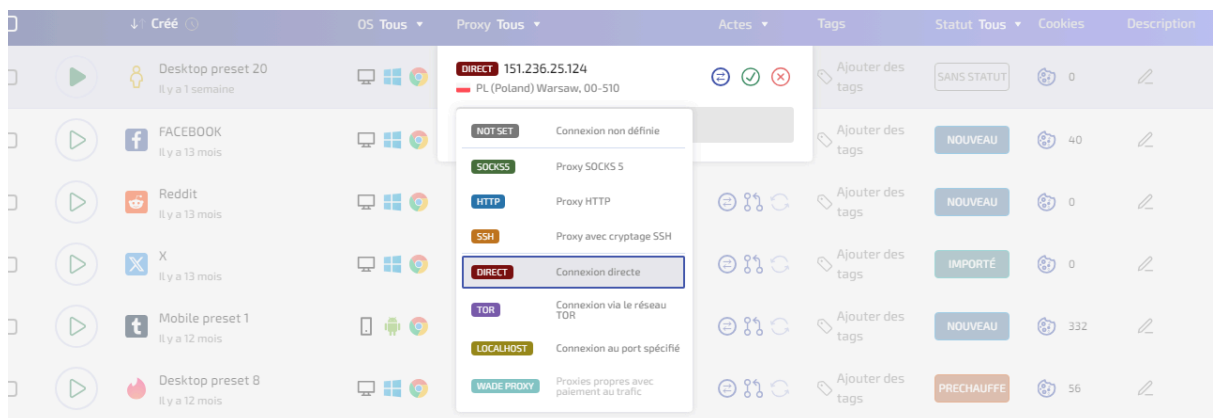 Créé OS Tous Proxy Tous Actes Tags Statut Tous Cookies Description
Desktop preset 20
Il y a 1 semaine
DIRECT 151.236.25.124
PL (Poland) Warsaw, 00-510
Ajouter des
tags
SANS STATUT
0
FACEBOOK
Il y a 13 mois
NOT SET Connexion non définie
Ajouter des
tags
NOUVEAU
40
SOCKS5 Proxy SOCKS 5
Reddit
Il y a 13 mois
HTTP Proxy HTTP
Ajouter des
tags
NOUVEAU
0
SSH Proxy avec cryptage SSH
X
Il y a 13 mois
DIRECT Connexion directe
Ajouter des
tags
IMPORTÉ
0
TOR Connexion via le réseau
TOR
Mobile preset 1
Il y a 12 mois
LOCALHOST Connexion au port spécifié
Ajouter des
tags
NOUVEAU
332
Desktop preset 8
Il y a 12 mois
WADE PROXY Proxies propres avec
paiement au trafic
Ajouter des
tags
PRECHAUFFE
56